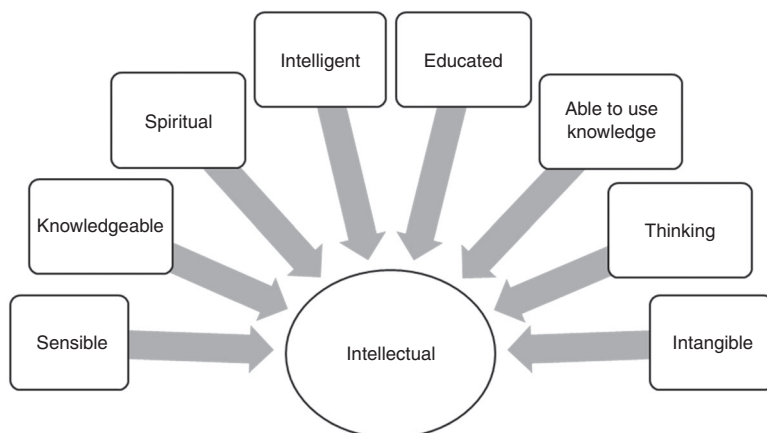 Intelligent
Educated
Spiritual
Able to use
knowledge
Knowledgeable
Thinking
Sensible
Intellectual
Intangible